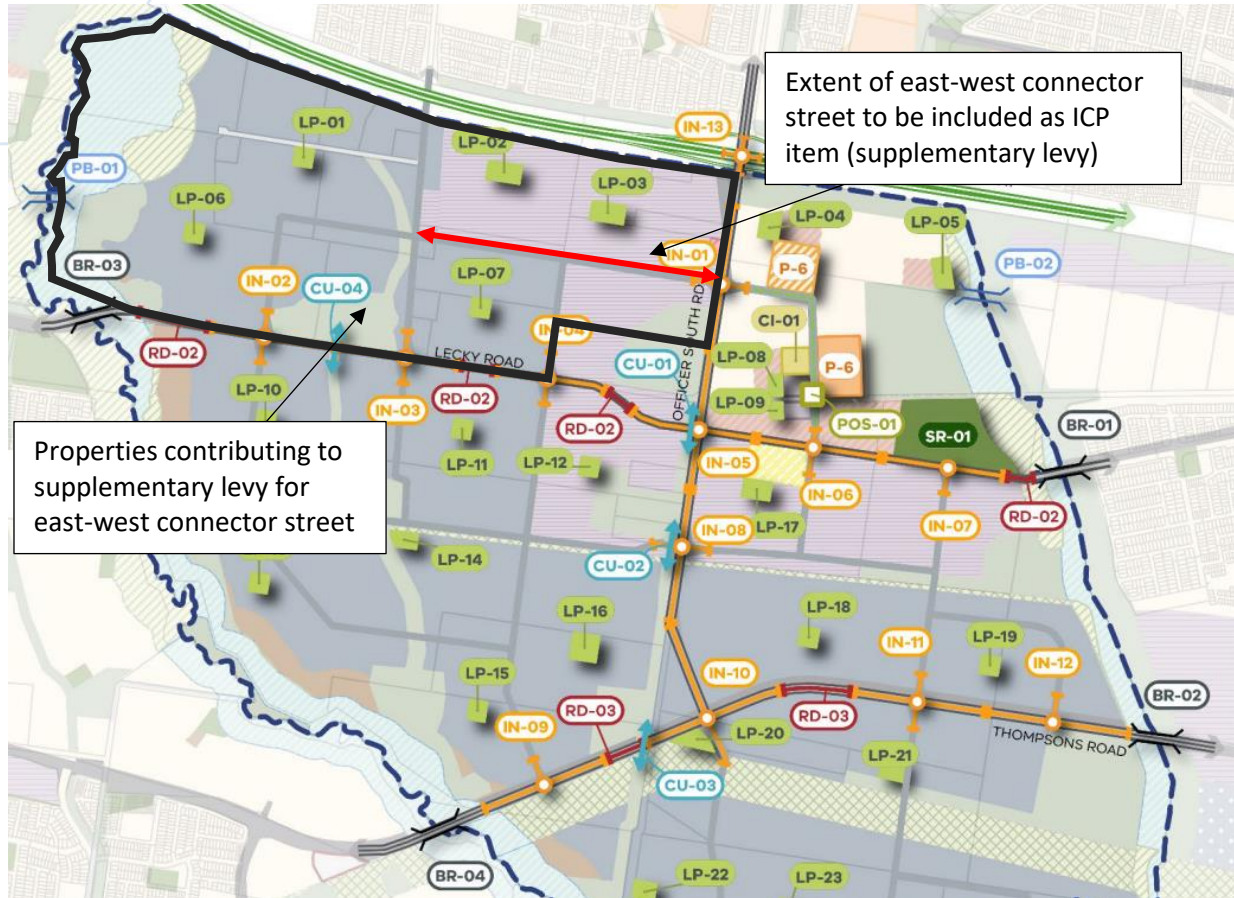 Extent of east-west connector
street to be included as ICP
item (supplementary levy)
IN-13
LP-01
LP-02
LP-03
PB-01
LP-06
LP-04
LP-05
IN-01
P-6
PB-02
BR-03
IN-02
CU-04
LP-07
OFFICER SOUTH RD
CI-01
IN-04
CU-01
LP-08
P-6
RD-02
LECKY ROAD
RD-02
LP-09
POS-01
SR-01
BR-01
LP-10
IN-03
RD-02
Properties contributing to
supplementary levy for
east-west connector street
LP-11
LP-12
IN-05
IN-06
LP-17
IN-07
RD-02
IN-08
CU-02
LP-14
LP-16
LP-18
IN-11
LP-19
IN-12
LP-15
IN-10
BR-02
IN-09
RD-03
RD-03
LP-20
THOMPSONS ROAD
LP-21
CU-03
BR-04
LP-22
LP-23